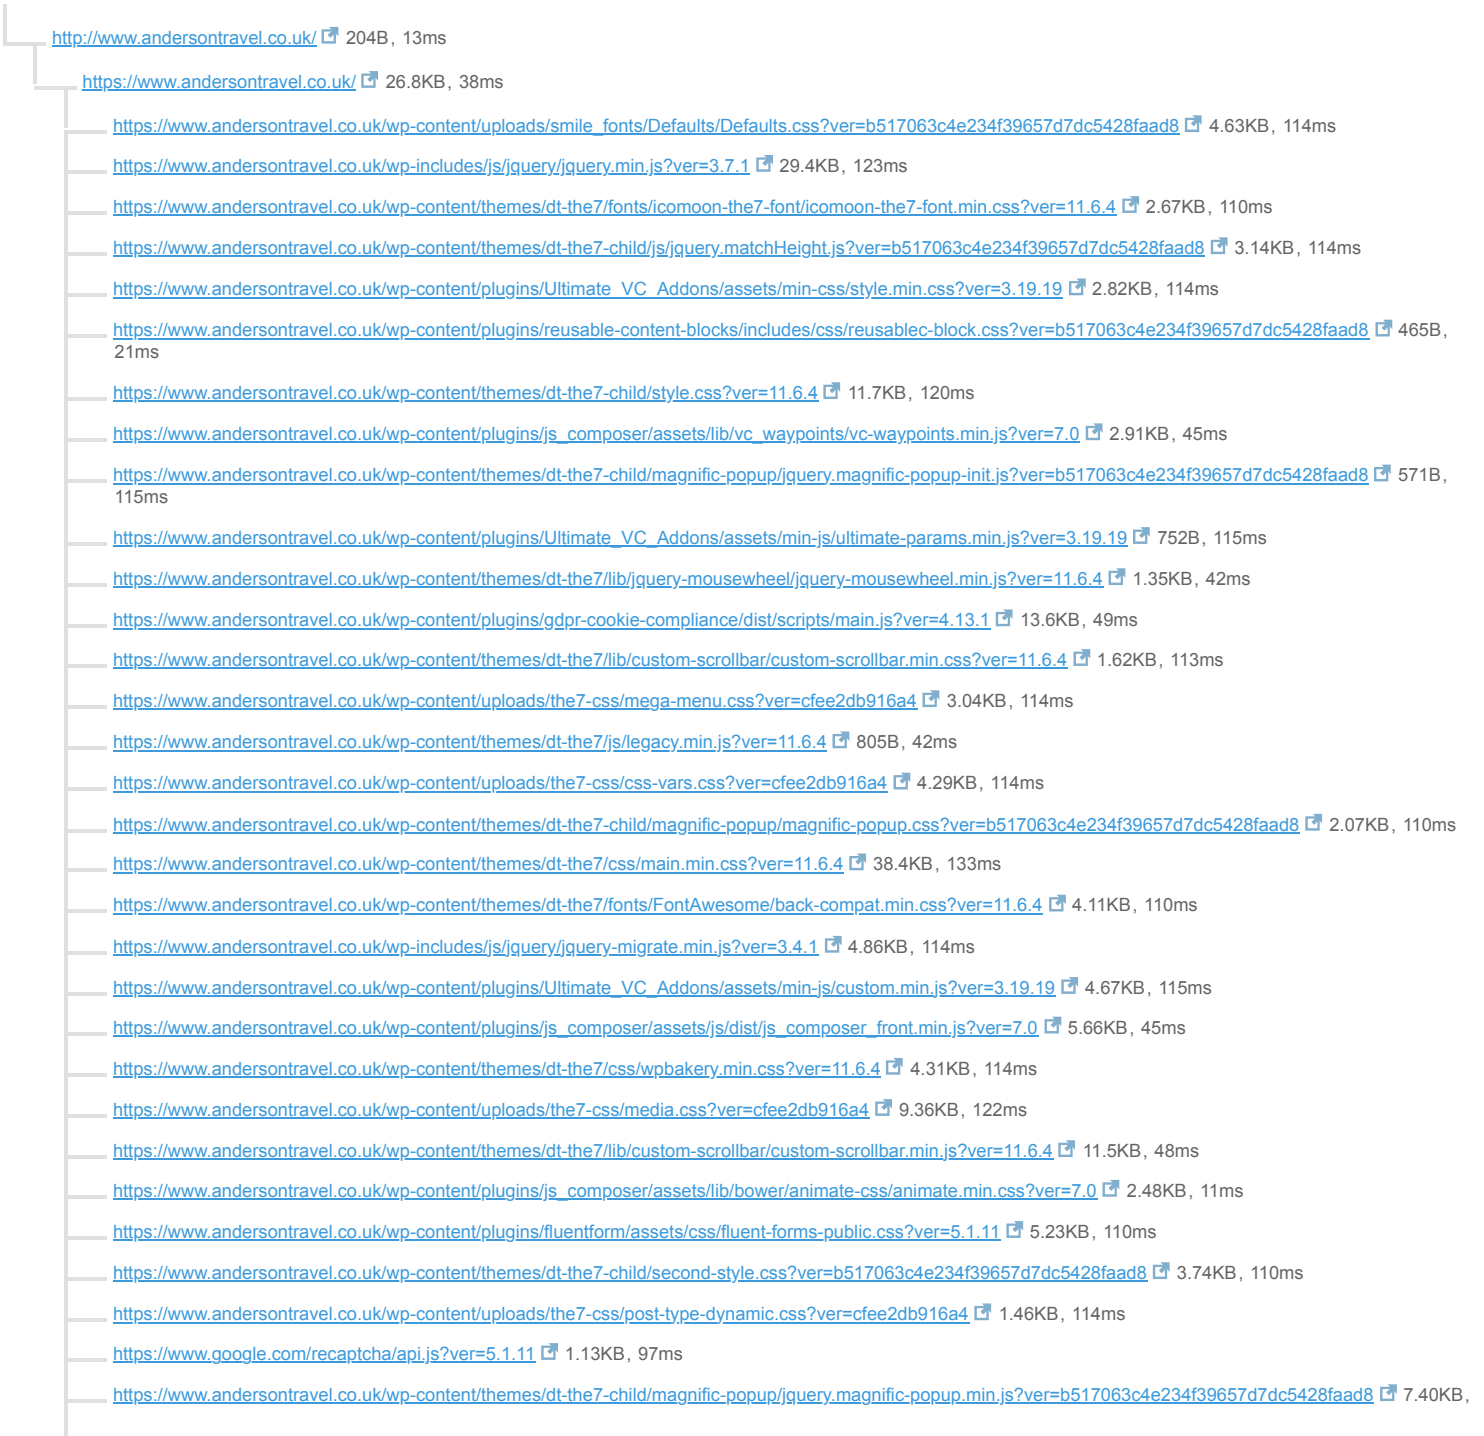 http://www.andersontravel.co.uk/ 204B, 13ms
https://www.andersontravel.co.uk/ 26.8KB, 38ms
https://www.andersontravel.co.uk/wp-content/uploads/smile_fonts/Defaults/Defaults.css?ver=b517063c4e234f39657d7dc5428faad8 4.63KB, 114ms
https://www.andersontravel.co.uk/wp-includes/js/jquery/jquery.min.js?ver=3.7.1 29.4KB, 123ms
https://www.andersontravel.co.uk/wp-content/themes/dt-the7/fonts/icomoon-the7-font/icomoon-the7-font.min.css?ver=11.6.4 2.67KB, 110ms
https://www.andersontravel.co.uk/wp-content/themes/dt-the7-child/js/jquery.matchHeight.js?ver=b517063c4e234f39657d7dc5428faad8 3.14KB, 114ms
https://www.andersontravel.co.uk/wp-content/plugins/Ultimate_VC_Addons/assets/min-css/style.min.css?ver=3.19.19 2.82KB, 114ms
https://www.andersontravel.co.uk/wp-content/plugins/reusable-content-blocks/includes/css/reusablec-block.css?ver=b517063c4e234f39657d7dc5428faad8 465B,
21ms
https://www.andersontravel.co.uk/wp-content/themes/dt-the7-child/style.css?ver=11.6.4 11.7KB, 120ms
https://www.andersontravel.co.uk/wp-content/plugins/js_composer/assets/lib/vc_waypoints/vc-waypoints.min.js?ver=7.0 2.91KB, 45ms
https://www.andersontravel.co.uk/wp-content/themes/dt-the7-child/magnific-popup/jquery.magnific-popup-init.js?ver=b517063c4e234f39657d7dc5428faad8 571B,
115ms
https://www.andersontravel.co.uk/wp-content/plugins/Ultimate_VC_Addons/assets/min-js/ultimate-params.min.js?ver=3.19.19 752B, 115ms
https://www.andersontravel.co.uk/wp-content/themes/dt-the7/lib/jquery-mousewheel/jquery-mousewheel.min.js?ver=11.6.4 1.35KB, 42ms
https://www.andersontravel.co.uk/wp-content/plugins/gdpr-cookie-compliance/dist/scripts/main.js?ver=4.13.1 13.6KB, 49ms
https://www.andersontravel.co.uk/wp-content/themes/dt-the7/lib/custom-scrollbar/custom-scrollbar.min.css?ver=11.6.4 1.62KB, 113ms
https://www.andersontravel.co.uk/wp-content/uploads/the7-css/mega-menu.css?ver=cfee2db916a4 3.04KB, 114ms
https://www.andersontravel.co.uk/wp-content/themes/dt-the7/js/legacy.min.js?ver=11.6.4 805B, 42ms
https://www.andersontravel.co.uk/wp-content/uploads/the7-css/css-vars.css?ver=cfee2db916a4 4.29KB, 114ms
https://www.andersontravel.co.uk/wp-content/themes/dt-the7-child/magnific-popup/magnific-popup.css?ver=b517063c4e234f39657d7dc5428faad8 2.07KB, 110ms
https://www.andersontravel.co.uk/wp-content/themes/dt-the7/css/main.min.css?ver=11.6.4 38.4KB, 133ms
https://www.andersontravel.co.uk/wp-content/themes/dt-the7/fonts/FontAwesome/back-compat.min.css?ver=11.6.4 4.11KB, 110ms
https://www.andersontravel.co.uk/wp-includes/js/jquery/jquery-migrate.min.js?ver=3.4.1 4.86KB, 114ms
https://www.andersontravel.co.uk/wp-content/plugins/Ultimate_VC_Addons/assets/min-js/custom.min.js?ver=3.19.19 4.67KB, 115ms
https://www.andersontravel.co.uk/wp-content/plugins/js_composer/assets/js/dist/js_composer_front.min.js?ver=7.0 5.66KB, 45ms
https://www.andersontravel.co.uk/wp-content/themes/dt-the7/css/wpbakery.min.css?ver=11.6.4 4.31KB, 114ms
https://www.andersontravel.co.uk/wp-content/uploads/the7-css/media.css?ver=cfee2db916a4 9.36KB, 122ms
https://www.andersontravel.co.uk/wp-content/themes/dt-the7/lib/custom-scrollbar/custom-scrollbar.min.js?ver=11.6.4 11.5KB, 48ms
https://www.andersontravel.co.uk/wp-content/plugins/js_composer/assets/lib/bower/animate-css/animate.min.css?ver=7.0 2.48KB, 11ms
https://www.andersontravel.co.uk/wp-content/plugins/fluentform/assets/css/fluent-forms-public.css?ver=5.1.11 5.23KB, 110ms
https://www.andersontravel.co.uk/wp-content/themes/dt-the7-child/second-style.css?ver=b517063c4e234f39657d7dc5428faad8 3.74KB, 110ms
https://www.andersontravel.co.uk/wp-content/uploads/the7-css/post-type-dynamic.css?ver=cfee2db916a4 1.46KB, 114ms
https://www.google.com/recaptcha/api.js?ver=5.1.11 1.13KB, 97ms
https://www.andersontravel.co.uk/wp-content/themes/dt-the7-child/magnific-popup/jquery.magnific-popup.min.js?ver=b517063c4e234f39657d7dc5428faad8 7.40KB,